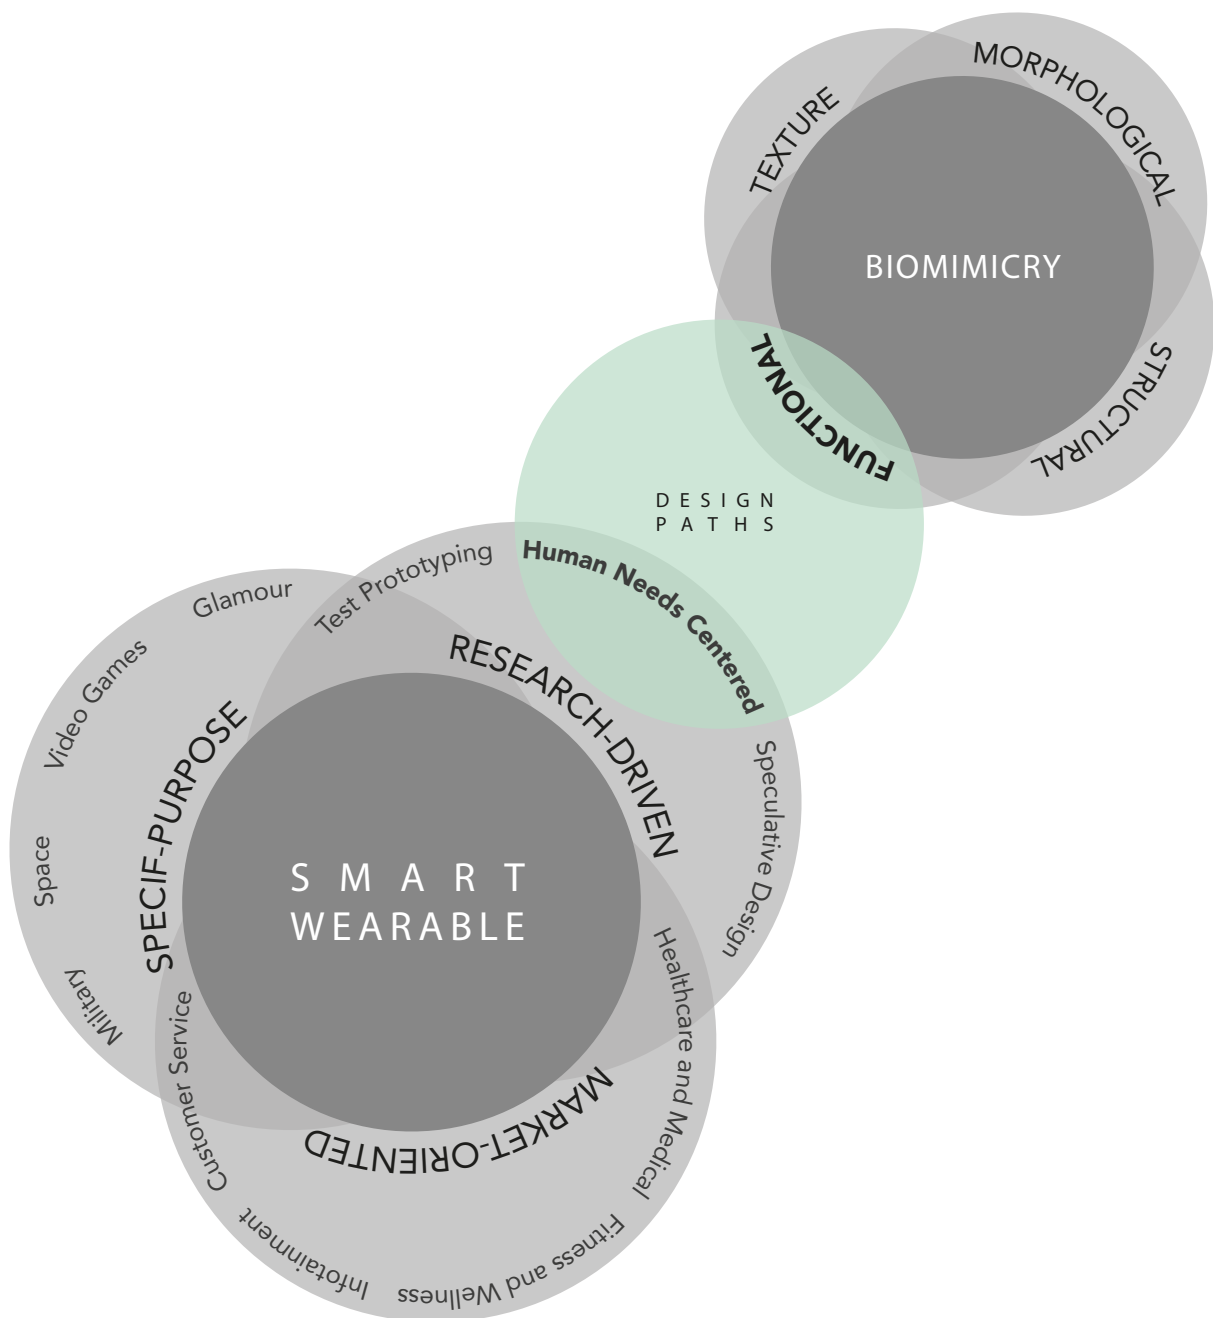 MORPHOLOGICAL
TEXTURE
BIOMIMICRY
STRUCTURAL
FUNCTIONAL
DESIGN
PATHS
Human Needs Centered
Test Prototyping
Glamour
Video Games
Space
Military
RESEARCH-DRIVEN
SPECIF-PURPOSE
Speculative Design
SMART
WEARABLE
Healthcare and Medical
Customer Service
MARKET-ORIENTED
Infotainment
Fitness and Wellness